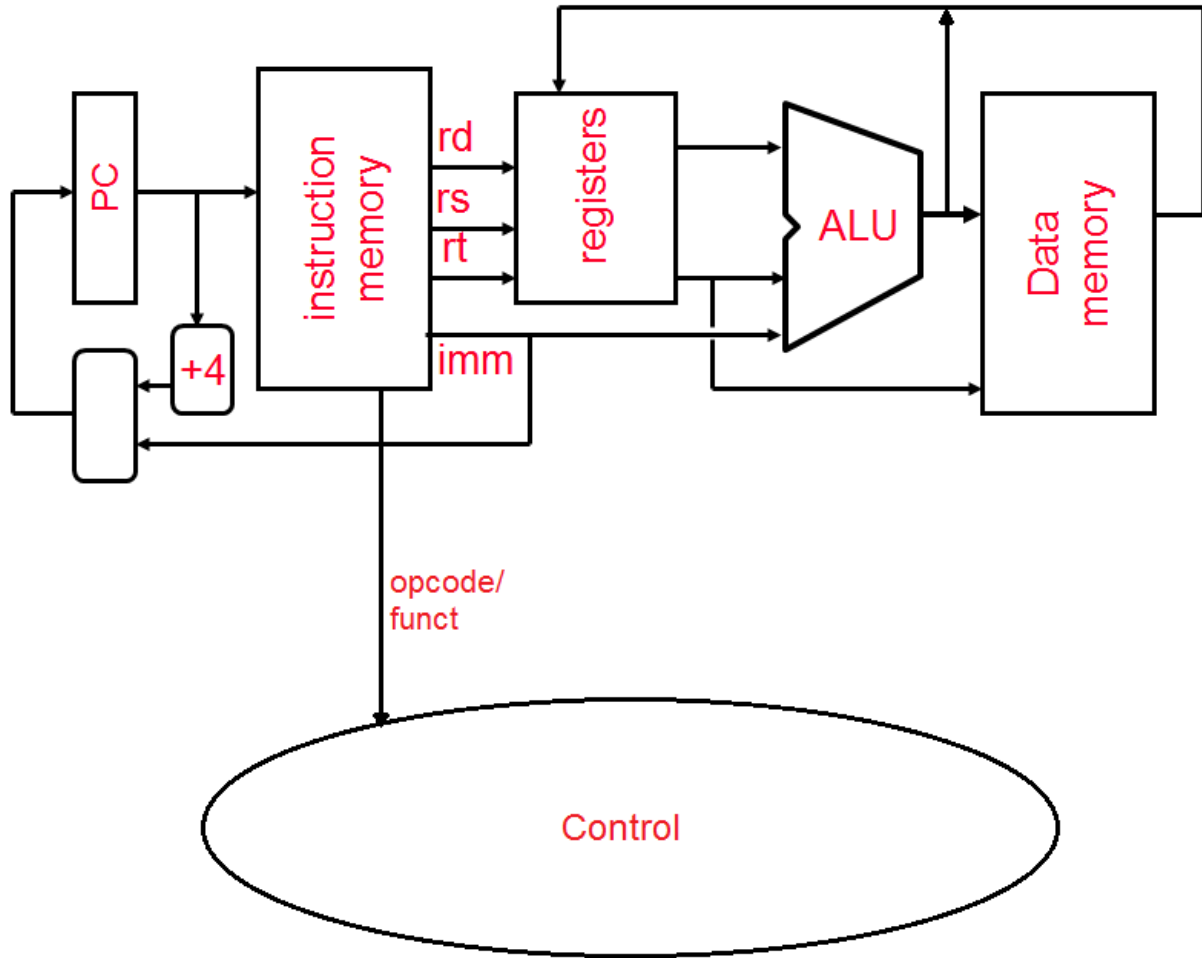 PC
+4
instruction
memory
rd
rs
rt
imm
registers
ALU
Data
memory
opcode/
funct
Control